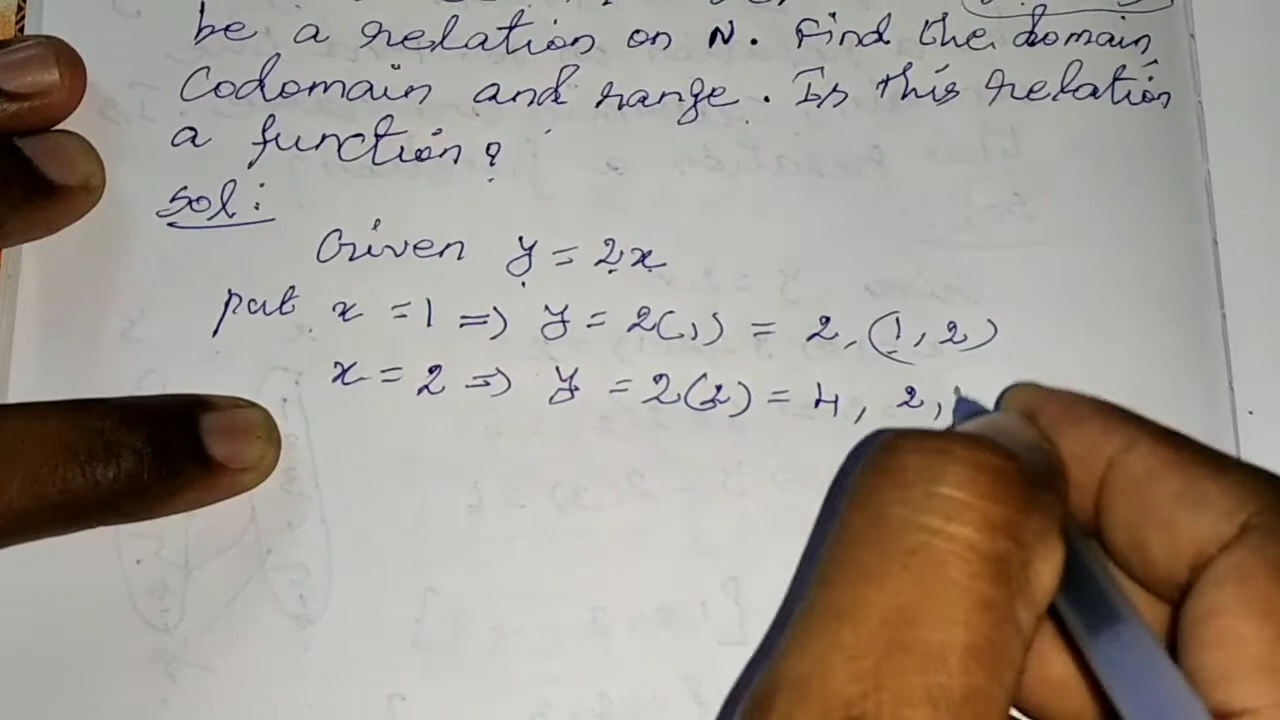 be a relation on N. Find the domain
Codomain and range. Is this relation
a function?
Sol:
Given y = 2x
put x = 1 => y = 2(1) = 2, (1, 2)
x = 2 => y = 2(2) = 4, 2,